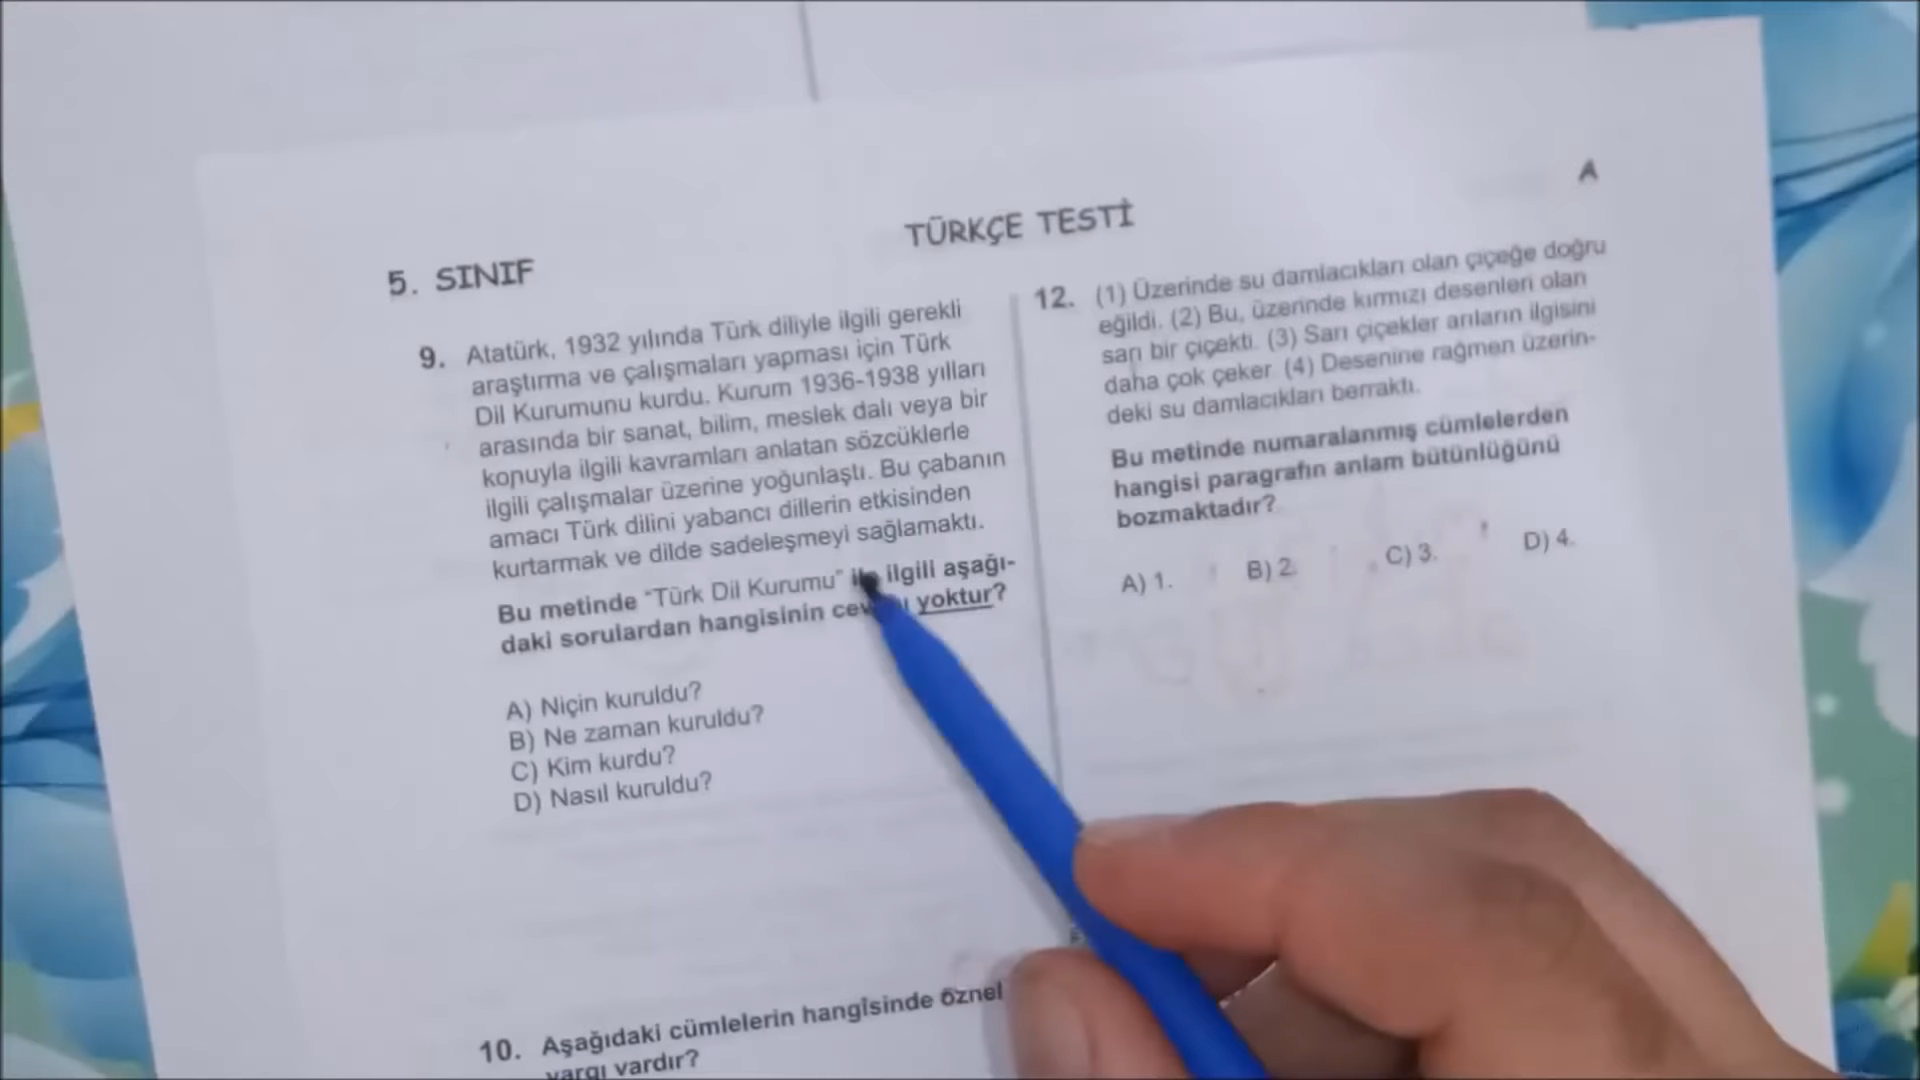 A
TÜRKÇE TESTİ
5. SINIF
9. Atatürk, 1932 yılında Türk diliyle ilgili gerekli
araştırma ve çalışmaları yapması için Türk
Dil Kurumunu kurdu. Kurum 1936-1938 yılları
arasında bir sanat, bilim, meslek dalı veya bir
konuyla ilgili kavramları anlatan sözcüklerle
ilgili çalışmalar üzerine yoğunlaştı. Bu çabanın
amacı Türk dilini yabancı dillerin etkisinden
kurtarmak ve dilde sadeleşmeyi sağlamaktı.
Bu metinde “Türk Dil Kurumu” ilgili aşağı-
daki sorulardan hangisinin yoktur?
A) Niçin kuruldu?
B) Ne zaman kuruldu?
C) Kim kurdu?
D) Nasıl kuruldu?
10. Aşağıdaki cümlelerin hangisinde öznel
yargı vardır?
12. (1) Üzerinde su damlacıkları olan çiçeğe doğru
eğildi. (2) Bu, üzerinde kırmızı desenleri olan
sarı bir çiçekti. (3) Sarı çiçekler arıların ilgisini
daha çok çeker. (4) Desenine rağmen üzerin-
deki su damlacıkları berraktı.
Bu metinde numaralanmış cümlelerden
hangisi paragrafın anlam bütünlüğünü
bozmaktadır?
A) 1. B) 2. C) 3. D) 4.